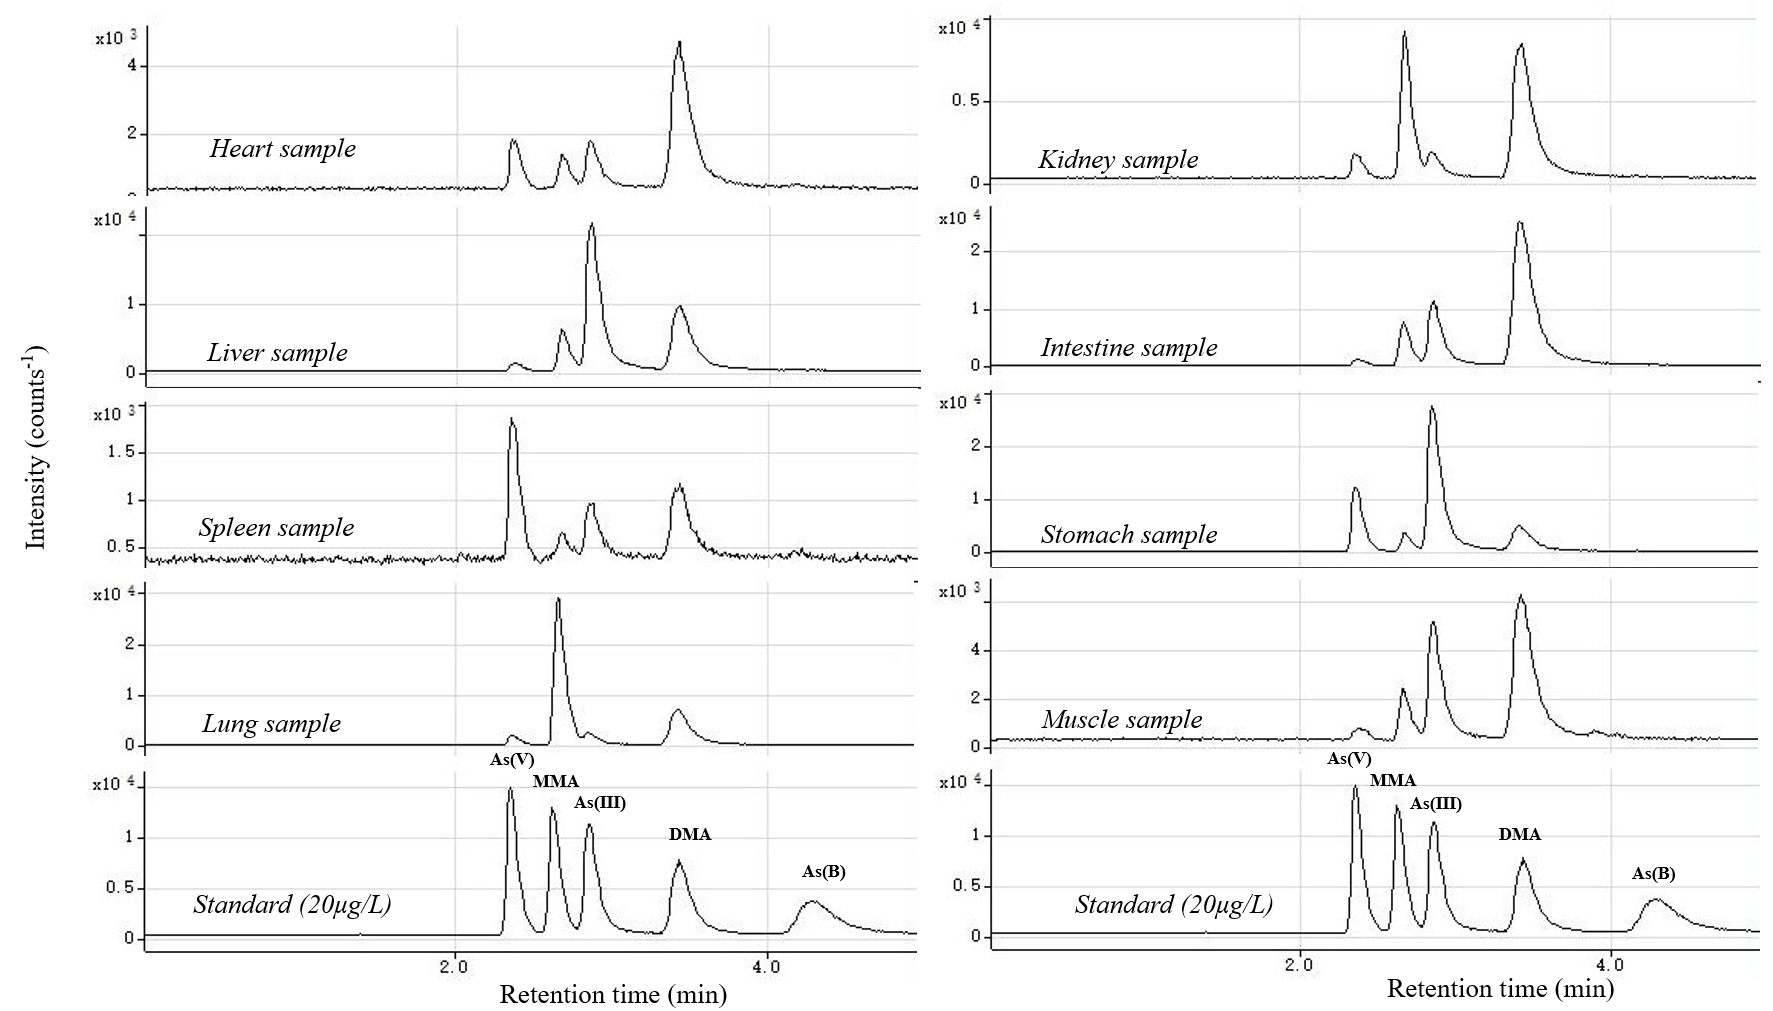 Intensity (counts-1)
x10 3
4
2
Heart sample
x10 4
1
0
Liver sample
x10 3
1.5
1
0.5
Spleen sample
x10 4
2
1
0
Lung sample
As(V)
MMA
As(III)
DMA
As(B)
x10 4
1
0.5
0
Standard (20µg/L)
2.0
4.0
Retention time (min)
x10 4
0.5
0
Kidney sample
x10 4
2
1
0
Intestine sample
x10 4
2
1
0
Stomach sample
x10 3
4
2
0
Muscle sample
As(V)
MMA
As(III)
DMA
As(B)
x10 4
1
0.5
0
Standard (20µg/L)
2.0
4.0
Retention time (min)